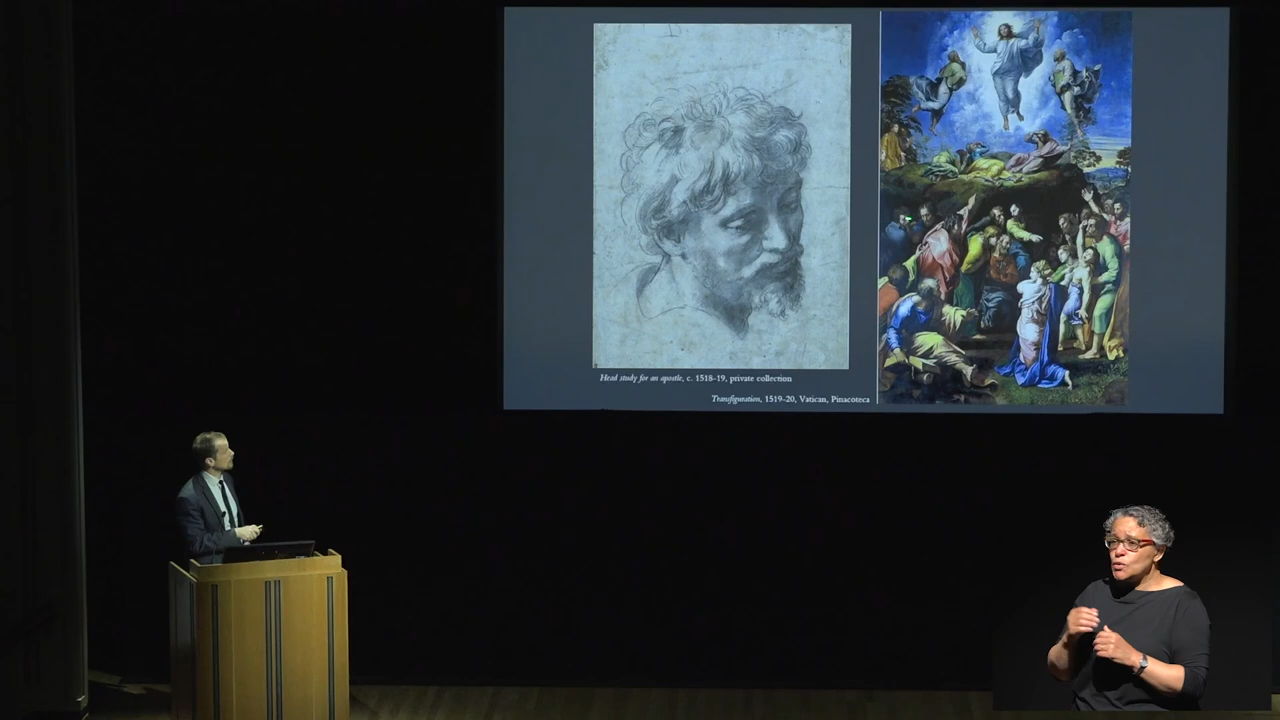 Head study for an apostle, c. 1518–19, private collection
Transfiguration, 1519–20, Vatican, Pinacoteca